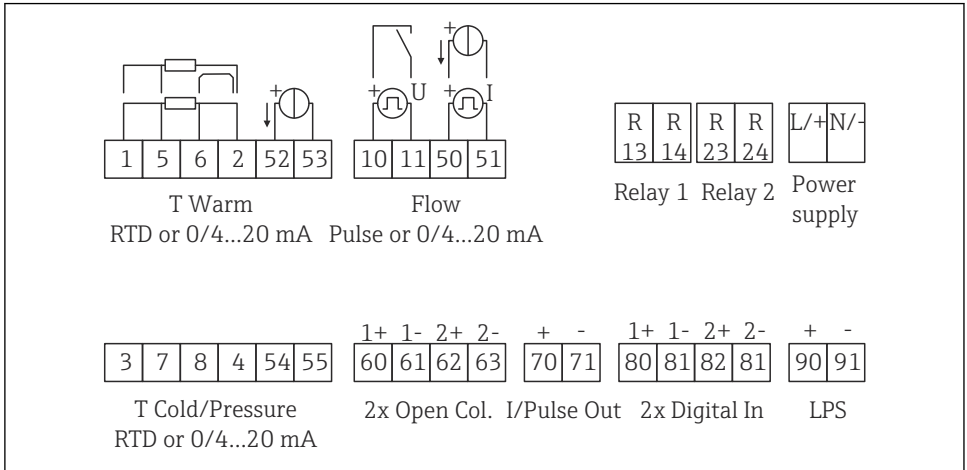 + +
+ U + I
+
1 5 6 2 52 53 10 11 50 51
R R R R L/+ N/-
13 14 23 24
T Warm Flow
RTD or 0/4...20 mA Pulse or 0/4...20 mA
Relay 1 Relay 2 Power
supply
1+ 1- 2+ 2- + - 1+ 1- 2+ 2- + -
3 7 8 4 54 55 60 61 62 63 70 71 80 81 82 81 90 91
T Cold/Pressure 2x Open Col. I/Pulse Out 2x Digital In LPS
RTD or 0/4...20 mA